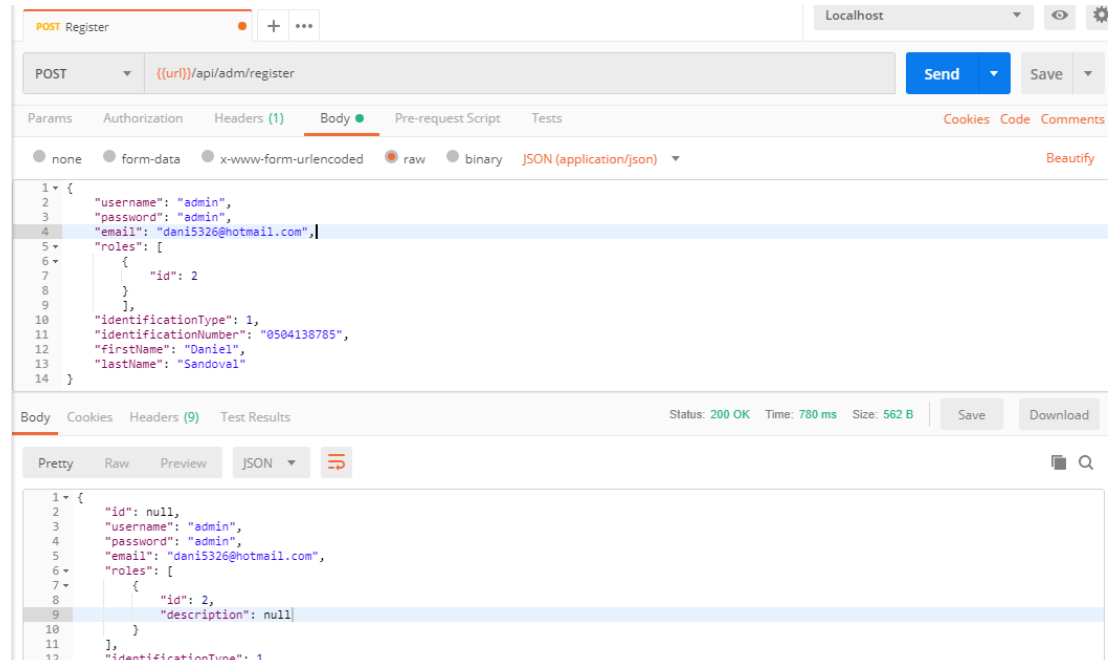 POST Register + •••
Localhost
POST {{url}}/api/adm/register Send Save
Params Authorization Headers (1) Body Pre-request Script Tests Cookies Code Comments
none form-data x-www-form-urlencoded raw binary JSON (application/json) Beautify
1 {
2 "username": "admin",
3 "password": "admin",
4 "email": "dani5326@hotmail.com",
5 "roles": [
6 {
7 "id": 2
8 }
9 ],
10 "identificationType": 1,
11 "identificationNumber": "0504138785",
12 "firstName": "Daniel",
13 "lastName": "Sandoval"
14 }
Body Cookies Headers (9) Test Results Status: 200 OK Time: 780 ms Size: 562 B Save Download
Pretty Raw Preview JSON
1 {
2 "id": null,
3 "username": "admin",
4 "password": "admin",
5 "email": "dani5326@hotmail.com",
6 "roles": [
7 {
8 "id": 2,
9 "description": null
10 }
11 ],
12 "identificationType": 1